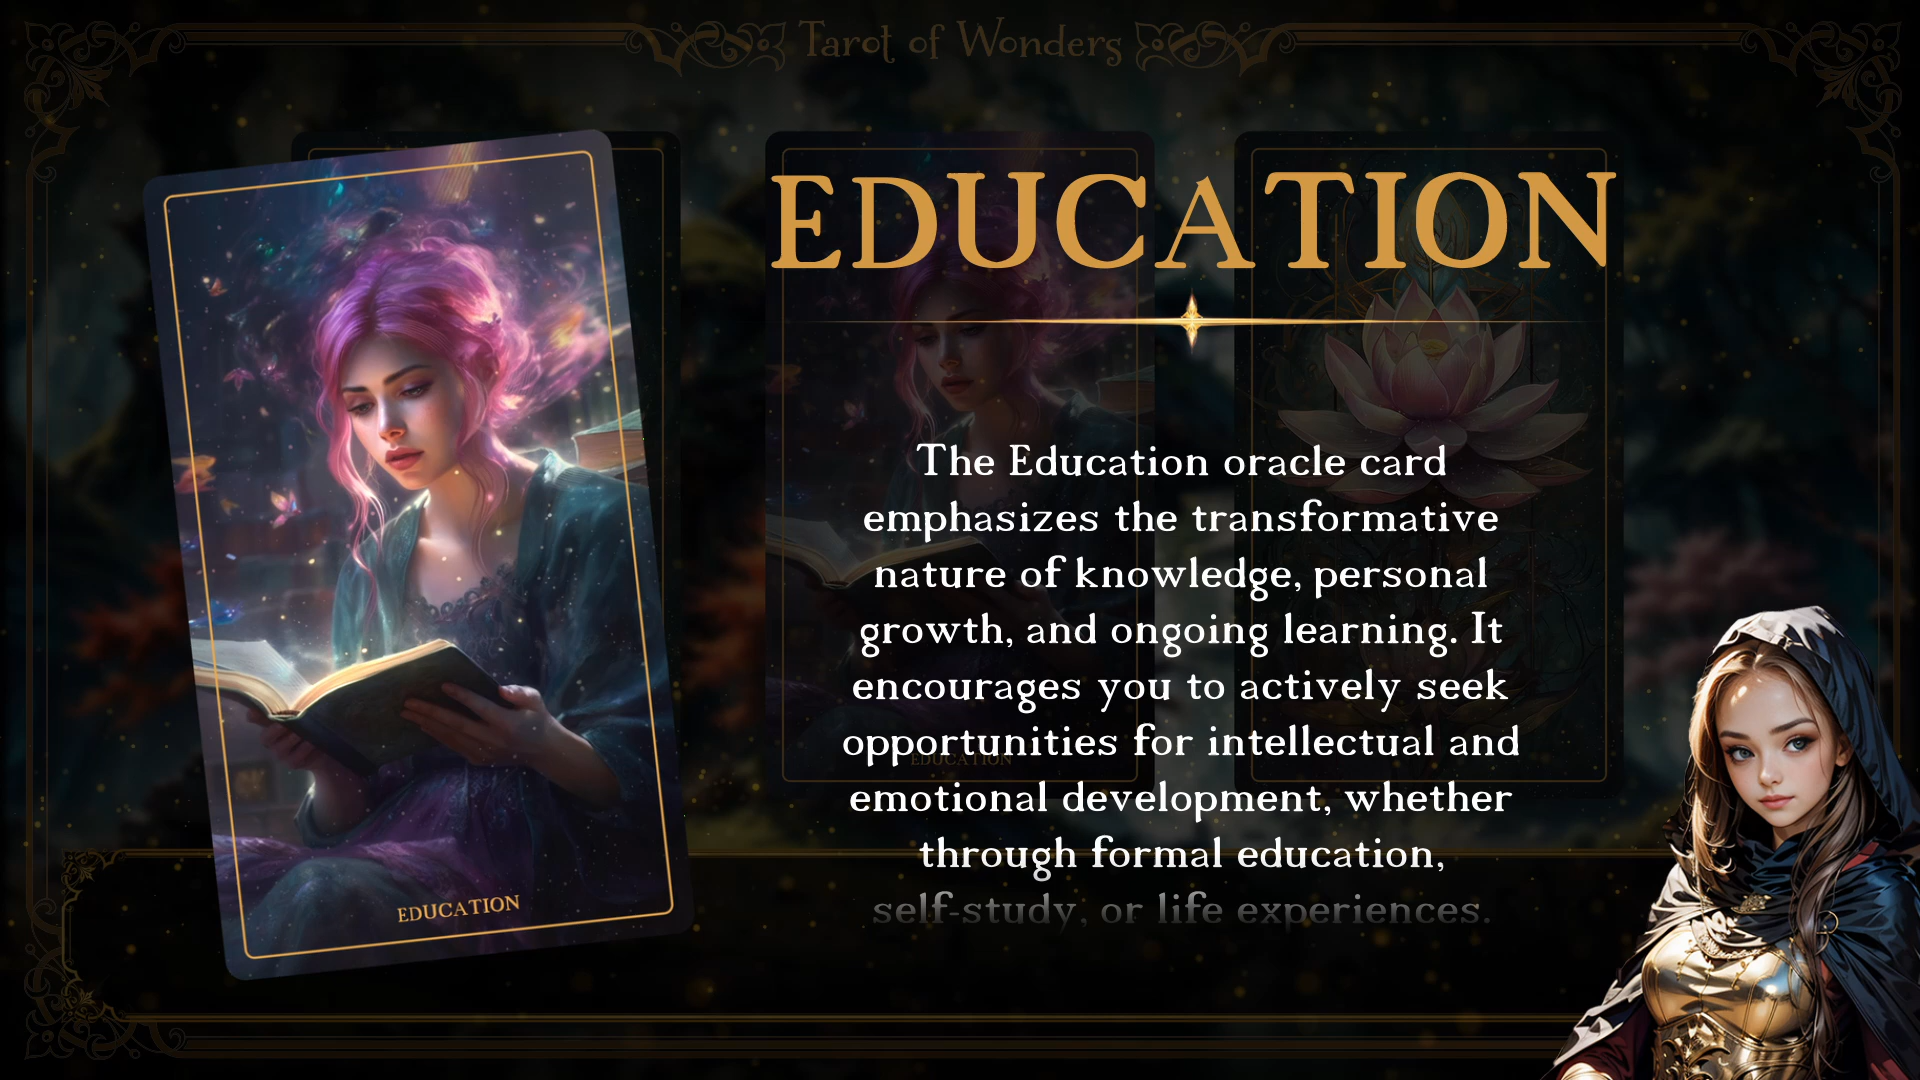 Tarot of Wonders
EDUCATION
The Education oracle card
emphasizes the transformative
nature of knowledge, personal
growth, and ongoing learning. It
encourages you to actively seek
opportunities for intellectual and
emotional development, whether
through formal education,
self-study, or life experiences.
EDUCATION
EDUCATION